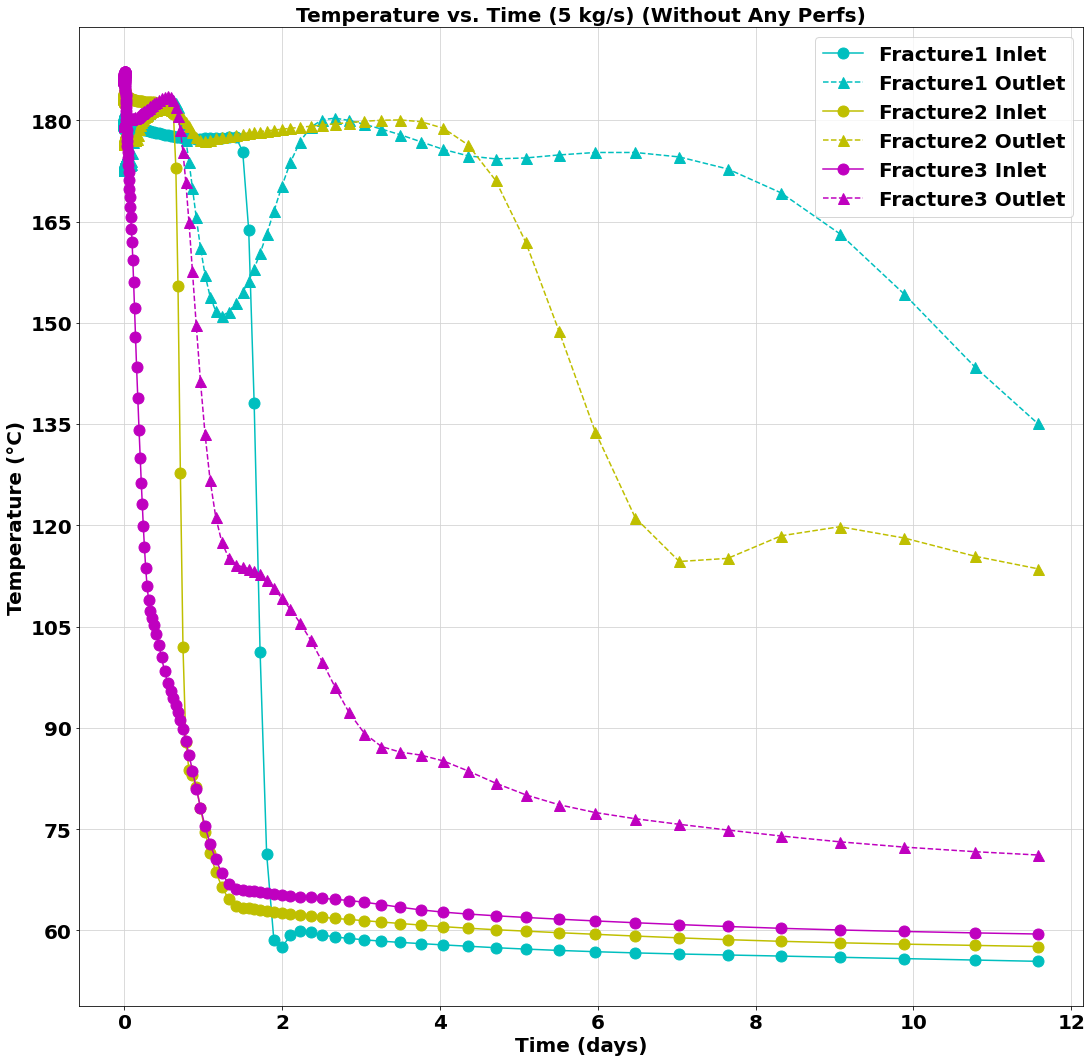 Temperature vs. Time (5 kg/s) (Without Any Perfs)
Fracture1 Inlet
Fracture1 Outlet
Fracture2 Inlet
Fracture2 Outlet
Fracture3 Inlet
Fracture3 Outlet
Temperature (°C)
180
165
150
135
120
105
90
75
60
0 2 4 6 8 10 12
Time (days)